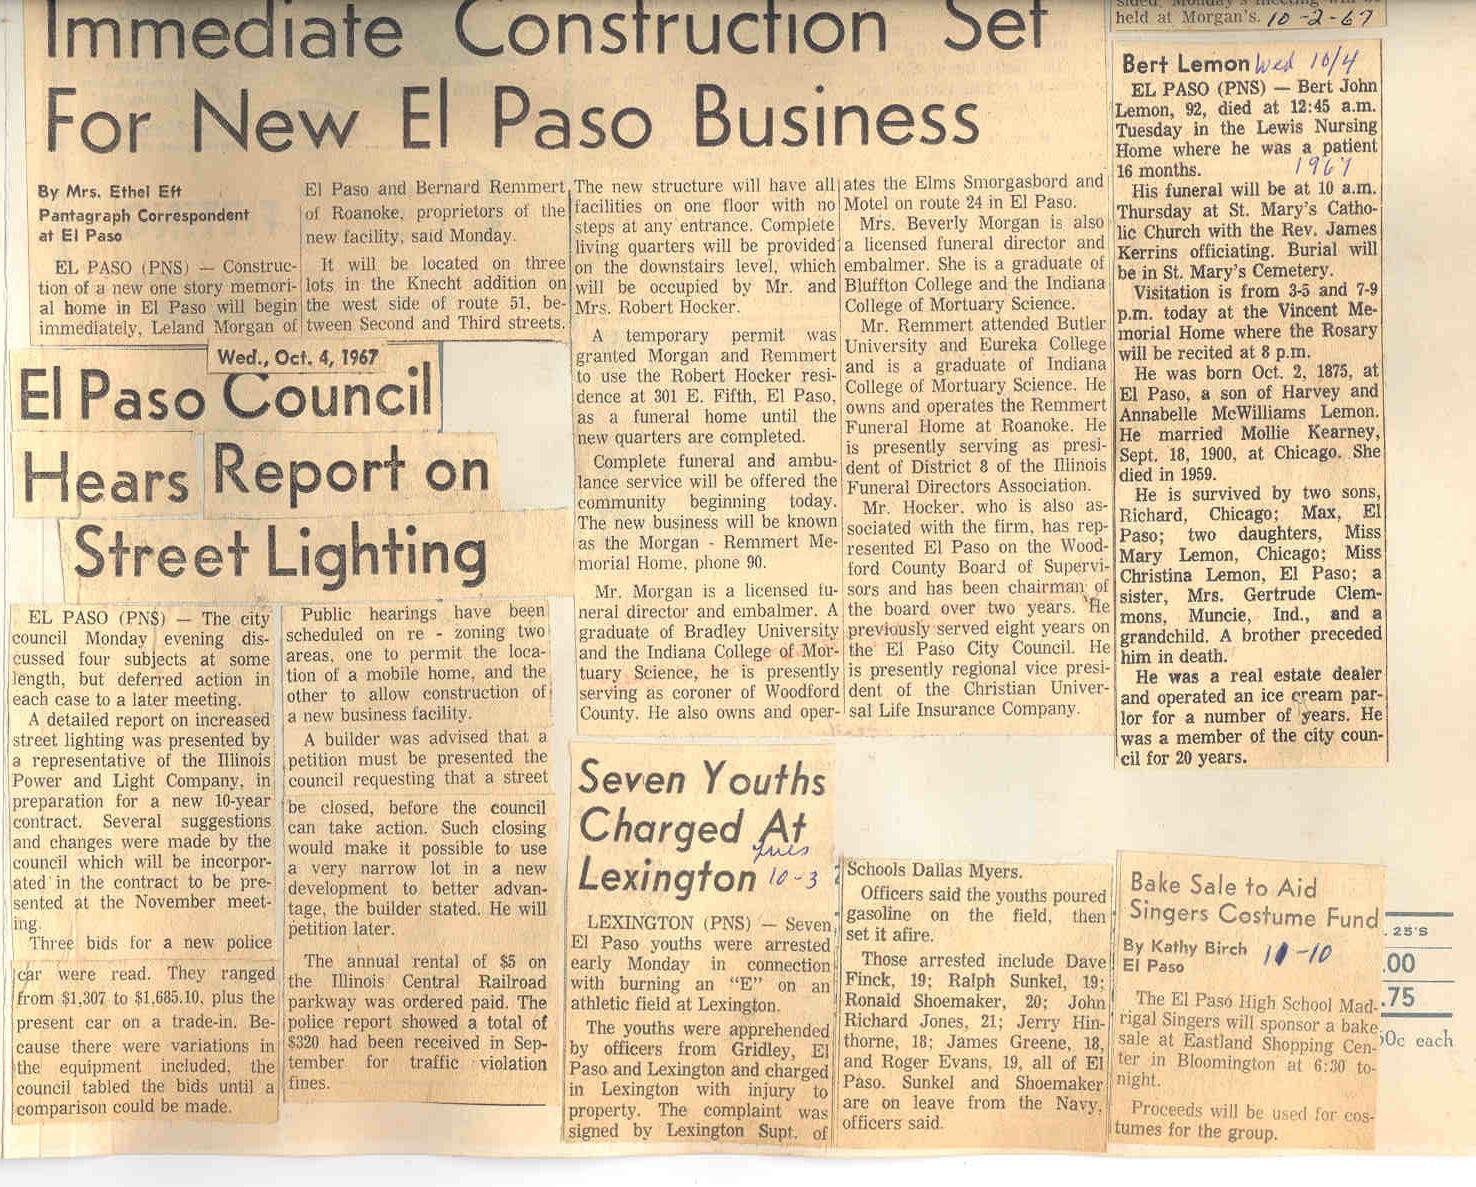 Immediate Construction Set
For New El Paso Business
By Mrs. Ethel Eft
Pantagraph Correspondent
at El Paso
EL PASO (PNS) — Construc-
tion of a new one story memori-
al home in El Paso will begin
immediately, Leland Morgan of
El Paso and Bernard Remmert
of Roanoke, proprietors of the
new facility, said Monday.
It will be located on three
lots in the Knecht addition on
the west side of route 51, be-
tween Second and Third streets.
The new structure will have all
facilities on one floor with no
steps at any entrance. Complete
living quarters will be provided
on the downstairs level, which
will be occupied by Mr. and
Mrs. Robert Hocker.
A temporary permit was
granted Morgan and Remmert
to use the Robert Hocker resi-
dence at 301 E. Fifth, El Paso,
as a funeral home until the
new quarters are completed.
Complete funeral and ambu-
lance service will be offered the
community beginning today.
The new business will be known
as the Morgan - Remmert Me-
morial Home, phone 90.
Mr. Morgan is a licensed fu-
neral director and embalmer. A
graduate of Bradley University
and the Indiana College of Mor-
tuary Science, he is presently
serving as coroner of Woodford
County. He also owns and oper-
ates the Elms Smorgasbord and
Motel on route 24 in El Paso.
Mrs. Beverly Morgan is also
a licensed funeral director and
embalmer. She is a graduate of
Bluffton College and the Indiana
College of Mortuary Science.
Mr. Remmert attended Butler
University and Eureka College
and is a graduate of Indiana
College of Mortuary Science. He
owns and operates the Remmert
Funeral Home at Roanoke. He
is presently serving as presi-
dent of District 8 of the Illinois
Funeral Directors Association.
Mr. Hocker, who is also as-
sociated with the firm, has rep-
resented El Paso on the Wood-
ford County Board of Supervi-
sors and has been chairman of
the board over two years. He
previously served eight years on
the El Paso City Council. He
is presently regional vice presi-
dent of the Christian Univer-
sal Life Insurance Company.
held at Morgan's. 10-2-67
Bert Lemon Wed 10/4
EL PASO (PNS) — Bert John
Lemon, 92, died at 12:45 a.m.
Tuesday in the Lewis Nursing
Home where he was a patient
16 months. 1967
His funeral will be at 10 a.m.
Thursday at St. Mary's Catho-
lic Church with the Rev. James
Kerrins officiating. Burial will
be in St. Mary's Cemetery.
Visitation is from 3-5 and 7-9
p.m. today at the Vincent Me-
morial Home where the Rosary
will be recited at 8 p.m.
He was born Oct. 2, 1875, at
El Paso, a son of Harvey and
Annabelle McWilliams Lemon.
He married Mollie Kearney,
Sept. 18, 1900, at Chicago. She
died in 1959.
He is survived by two sons,
Richard, Chicago; Max, El
Paso; two daughters, Miss
Mary Lemon, Chicago; Miss
Christina Lemon, El Paso; a
sister, Mrs. Gertrude Clem-
mons, Muncie, Ind., and a
grandchild. A brother preceded
him in death.
He was a real estate dealer
and operated an ice cream par-
lor for a number of years. He
was a member of the city coun-
cil for 20 years.
Wed., Oct. 4, 1967
El Paso Council
Hears Report on
Street Lighting
EL PASO (PNS) — The city
council Monday evening dis-
cussed four subjects at some
length, but deferred action in
each case to a later meeting.
A detailed report on increased
street lighting was presented by
a representative of the Illinois
Power and Light Company, in
preparation for a new 10-year
contract. Several suggestions
and changes were made by the
council which will be incorpor-
ated in the contract to be pre-
sented at the November meet-
ing.
Three bids for a new police
car were read. They ranged
from $1,307 to $1,685.10, plus the
present car on a trade-in. Be-
cause there were variations in
the equipment included, the
council tabled the bids until a
comparison could be made.
Public hearings have been
scheduled on re - zoning two
areas, one to permit the loca-
tion of a mobile home, and the
other to allow construction of
a new business facility.
A builder was advised that a
petition must be presented the
council requesting that a street
be closed, before the council
can take action. Such closing
would make it possible to use
a very narrow lot in a new
development to better advan-
tage, the builder stated. He will
petition later.
The annual rental of $5 on
the Illinois Central Railroad
parkway was ordered paid. The
police report showed a total of
$320 had been received in Sep-
tember for traffic violation
fines.
Seven Youths
Charged At
Lexington Tues 10-3
LEXINGTON (PNS) — Seven
El Paso youths were arrested
early Monday in connection
with burning an "E" on an
athletic field at Lexington.
The youths were apprehended
by officers from Gridley, El
Paso and Lexington and charged
in Lexington with injury to
property. The complaint was
signed by Lexington Supt. of
Schools Dallas Myers.
Officers said the youths poured
gasoline on the field, then
set it afire.
Those arrested include Dave
Finck, 19; Ralph Sunkel, 19;
Ronald Shoemaker, 20; John
Richard Jones, 21; Jerry Hin-
thorne, 18; James Greene, 18,
and Roger Evans, 19, all of El
Paso. Sunkel and Shoemaker
are on leave from the Navy,
officers said.
Bake Sale to Aid
Singers Costume Fund
By Kathy Birch
El Paso
-10
The El Paso High School Mad-
rigal Singers will sponsor a bake
sale at Eastland Shopping Cen-
ter in Bloomington at 6:30 to-
night.
Proceeds will be used for cos-
tumes for the group.
. 25'S
.00
.75
0c each